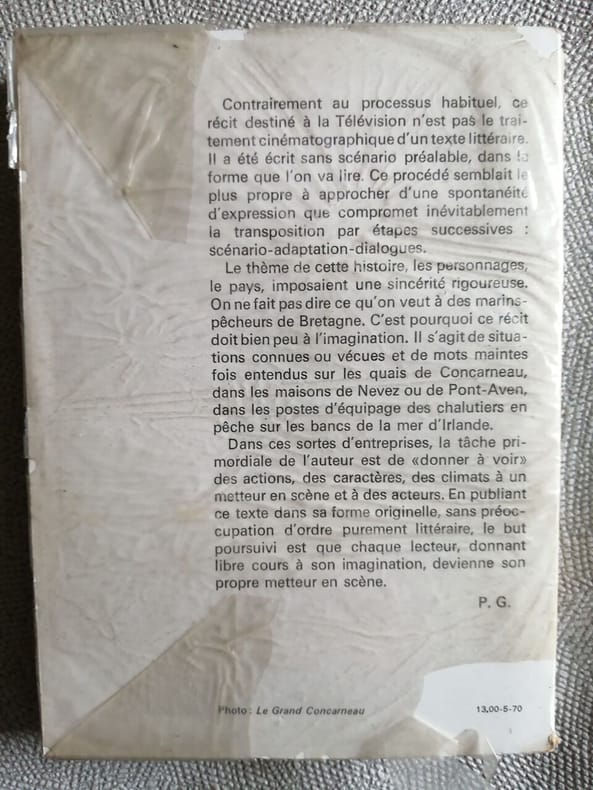 Contrairement au processus habituel, ce
récit destiné à la Télévision n'est pas le trai-
tement cinématographique d'un texte littéraire.
Il a été écrit sans scénario préalable, dans la
forme que l'on va lire. Ce procédé semblait le
plus propre à approcher d'une spontanéité
d'expression que compromet inévitablement
la transposition par étapes successives :
scénario-adaptation-dialogues.
Le thème de cette histoire, les personnages,
le pays, imposaient une sincérité rigoureuse.
On ne fait pas dire ce qu'on veut à des marins-
pêcheurs de Bretagne. C'est pourquoi ce récit
doit bien peu à l'imagination. Il s'agit de situa-
tions connues ou vécues et de mots maintes
fois entendus sur les quais de Concarneau,
dans les maisons de Nevez ou de Pont-Aven,
dans les postes d'équipage des chalutiers en
pêche sur les bancs de la mer d'Irlande.
Dans ces sortes d'entreprises, la tâche pri-
mordiale de l'auteur est de «donner à voir»
des actions, des caractères, des climats à un
metteur en scène et à des acteurs. En publiant
ce texte dans sa forme originelle, sans préoc-
cupation d'ordre purement littéraire, le but
poursuivi est que chaque lecteur, donnant
libre cours à son imagination, devienne son
propre metteur en scène.
P. G.
Photo : Le Grand Concarneau
13,00-5-70